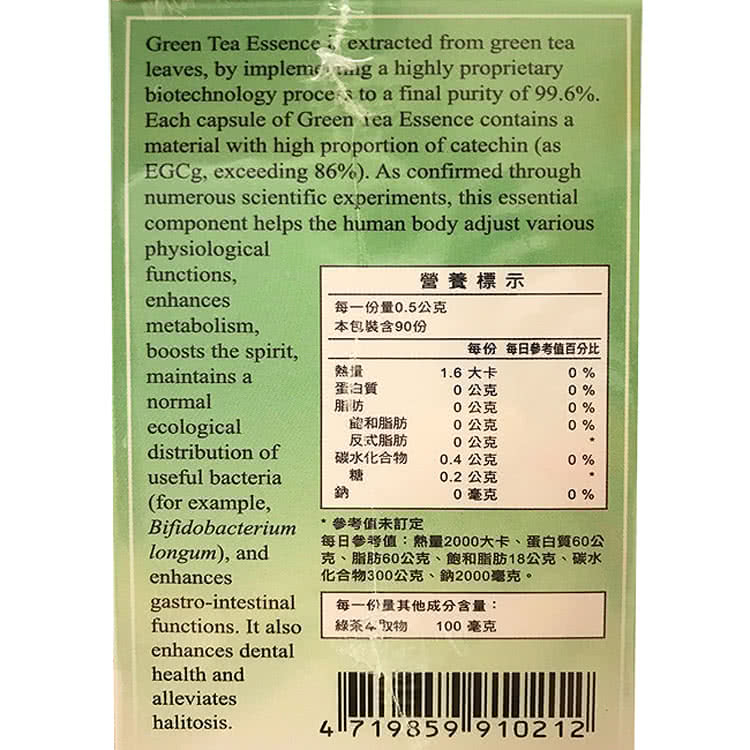 Green Tea Essence is extracted from green tea
leaves, by implementing a highly proprietary
biotechnology process to a final purity of 99.6%.
Each capsule of Green Tea Essence contains a
material with high proportion of catechin (as
EGCg, exceeding 86%). As confirmed through
numerous scientific experiments, this essential
component helps the human body adjust various
physiological
functions,
enhances
metabolism,
boosts the spirit,
maintains a
normal
ecological
distribution of
useful bacteria
(for example,
Bifidobacterium
longum), and
enhances
gastro-intestinal
functions. It also
enhances dental
health and
alleviates
halitosis.
營養標示
每一份量0.5公克
本包裝含90份
每份 每日參考值百分比
熱量 1.6 大卡 0 %
蛋白質 0 公克 0 %
脂肪 0 公克 0 %
飽和脂肪 0 公克 0 %
反式脂肪 0 公克 *
碳水化合物 0.4 公克 0 %
糖 0.2 公克 *
鈉 0 毫克 0 %
* 參考值未訂定
每日參考值：熱量2000大卡、蛋白質60公
克、脂肪60公克、飽和脂肪18公克、碳水
化合物300公克、鈉2000毫克。
每一份量其他成分含量：
綠茶萃取物 100 毫克
4 719859 910212